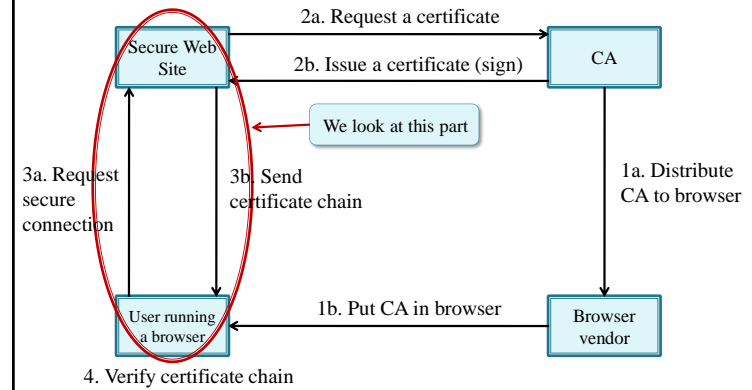 2a. Request a certificate
Secure Web
Site
CA
2b. Issue a certificate (sign)
We look at this part
3a. Request
secure
connection
3b. Send
certificate chain
1a. Distribute
CA to browser
User running
a browser
1b. Put CA in browser
Browser
vendor
4. Verify certificate chain